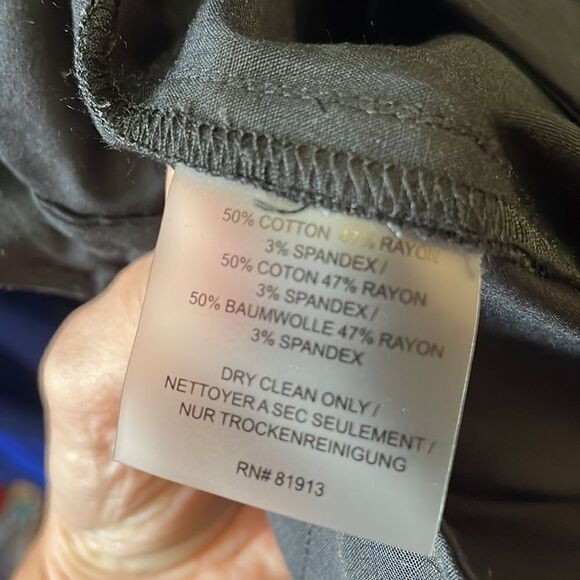 50% COTTON 47% RAYON
3% SPANDEX /
50% COTON 47% RAYON
3% SPANDEX /
50% BAUMWOLLE 47% RAYON
3% SPANDEX
DRY CLEAN ONLY /
NETTOYER A SEC SEULEMENT /
NUR TROCKENREINIGUNG
RN# 81913